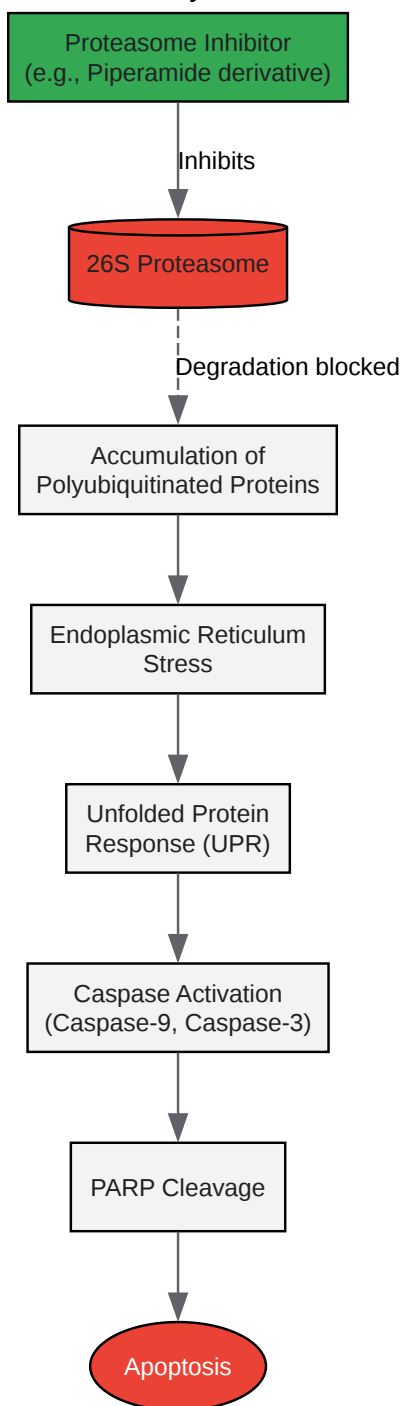 Proteasome Inhibitor
(e.g., Piperamide derivative)
Inhibits
26S Proteasome
Degradation blocked
Accumulation of
Polyubiquitinated Proteins
Endoplasmic Reticulum
Stress
Unfolded Protein
Response (UPR)
Caspase Activation
(Caspase-9, Caspase-3)
PARP Cleavage
Apoptosis